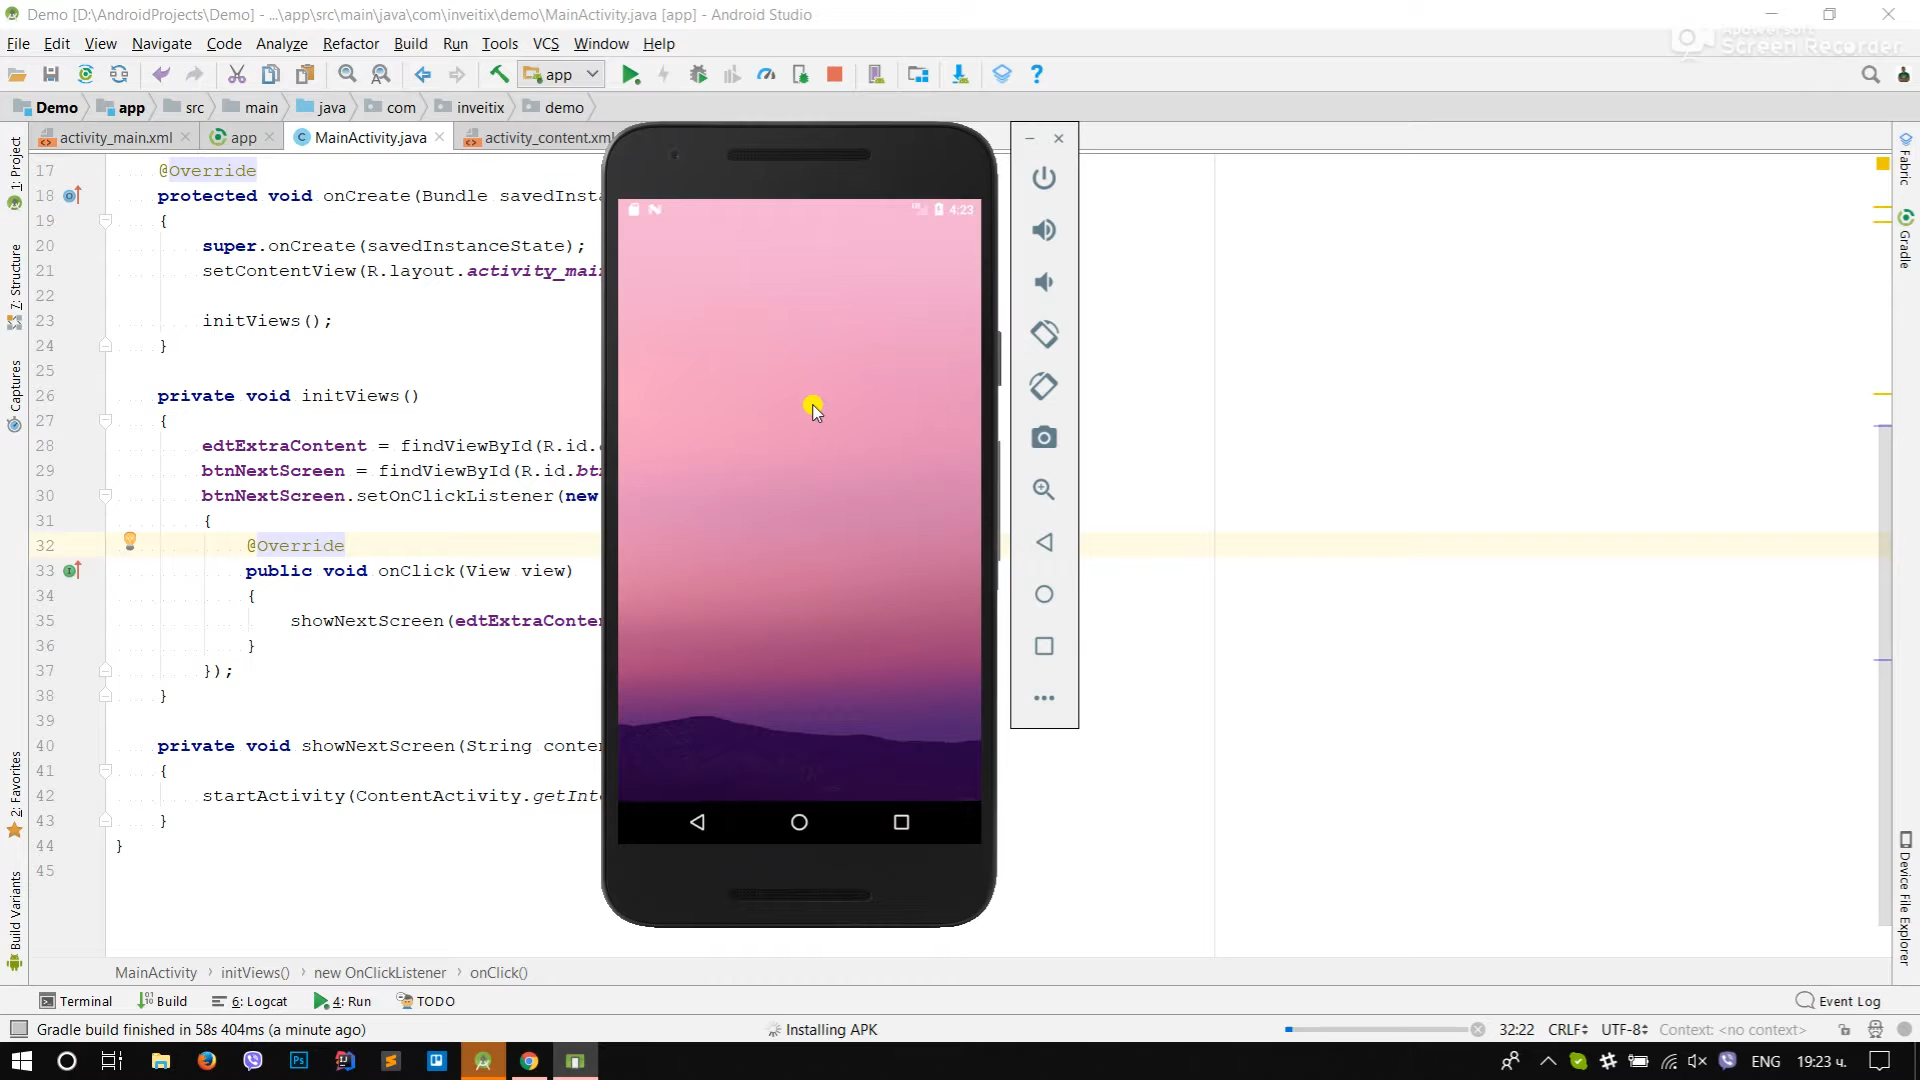 Demo [D:\AndroidProjects\Demo] - ...\app\src\main\java\com\inveitix\demo\MainActivity.java [app] - Android Studio
Apowersoft
Screen Recorder
File Edit View Navigate Code Analyze Refactor Build Run Tools VCS Window Help
app
Demo app src main java com inveitix demo
activity_main.xml app MainActivity.java activity_content.xml
17 @Override
18 protected void onCreate(Bundle savedInsta
19 {
20 super.onCreate(savedInstanceState);
21 setContentView(R.layout.activity_mai
22
23 initViews();
24 }
25
26 private void initViews()
27 {
28 edtExtraContent = findViewById(R.id.
29 btnNextScreen = findViewById(R.id.bt
30 btnNextScreen.setOnClickListener(new
31 {
32 @Override
33 public void onClick(View view)
34 {
35 showNextScreen(edtExtraConte
36 }
37 });
38 }
39
40 private void showNextScreen(String conte
41 {
42 startActivity(ContentActivity.getInt
43 }
44 }
45
4:23
1: Project
7: Structure
Captures
2: Favorites
Build Variants
Fabric
Gradle
Device File Explorer
MainActivity › initViews() › new OnClickListener › onClick()
Terminal Build 6: Logcat 4: Run TODO Event Log
Gradle build finished in 58s 404ms (a minute ago) Installing APK 32:22 CRLF UTF-8 Context: <no context>
ENG 19:23 ч.